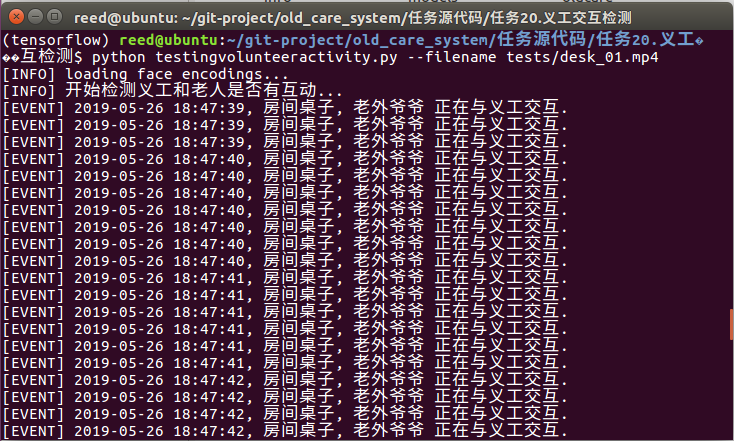 reed@ubuntu: ~/git-project/old_care_system/任务源代码/任务20.义工交互检测
(tensorflow) reed@ubuntu:~/git-project/old_care_system/任务源代码/任务20.义工�
��互检测$ python testingvolunteeractivity.py --filename tests/desk_01.mp4
[INFO] loading face encodings...
[INFO] 开始检测义工和老人是否有互动...
[EVENT] 2019-05-26 18:47:39, 房间桌子, 老外爷爷 正在与义工交互.
[EVENT] 2019-05-26 18:47:39, 房间桌子, 老外爷爷 正在与义工交互.
[EVENT] 2019-05-26 18:47:39, 房间桌子, 老外爷爷 正在与义工交互.
[EVENT] 2019-05-26 18:47:40, 房间桌子, 老外爷爷 正在与义工交互.
[EVENT] 2019-05-26 18:47:40, 房间桌子, 老外爷爷 正在与义工交互.
[EVENT] 2019-05-26 18:47:40, 房间桌子, 老外爷爷 正在与义工交互.
[EVENT] 2019-05-26 18:47:40, 房间桌子, 老外爷爷 正在与义工交互.
[EVENT] 2019-05-26 18:47:40, 房间桌子, 老外爷爷 正在与义工交互.
[EVENT] 2019-05-26 18:47:40, 房间桌子, 老外爷爷 正在与义工交互.
[EVENT] 2019-05-26 18:47:40, 房间桌子, 老外爷爷 正在与义工交互.
[EVENT] 2019-05-26 18:47:41, 房间桌子, 老外爷爷 正在与义工交互.
[EVENT] 2019-05-26 18:47:41, 房间桌子, 老外爷爷 正在与义工交互.
[EVENT] 2019-05-26 18:47:41, 房间桌子, 老外爷爷 正在与义工交互.
[EVENT] 2019-05-26 18:47:41, 房间桌子, 老外爷爷 正在与义工交互.
[EVENT] 2019-05-26 18:47:41, 房间桌子, 老外爷爷 正在与义工交互.
[EVENT] 2019-05-26 18:47:41, 房间桌子, 老外爷爷 正在与义工交互.
[EVENT] 2019-05-26 18:47:42, 房间桌子, 老外爷爷 正在与义工交互.
[EVENT] 2019-05-26 18:47:42, 房间桌子, 老外爷爷 正在与义工交互.
[EVENT] 2019-05-26 18:47:42, 房间桌子, 老外爷爷 正在与义工交互.
[EVENT] 2019-05-26 18:47:42, 房间桌子, 老外爷爷 正在与义工交互.